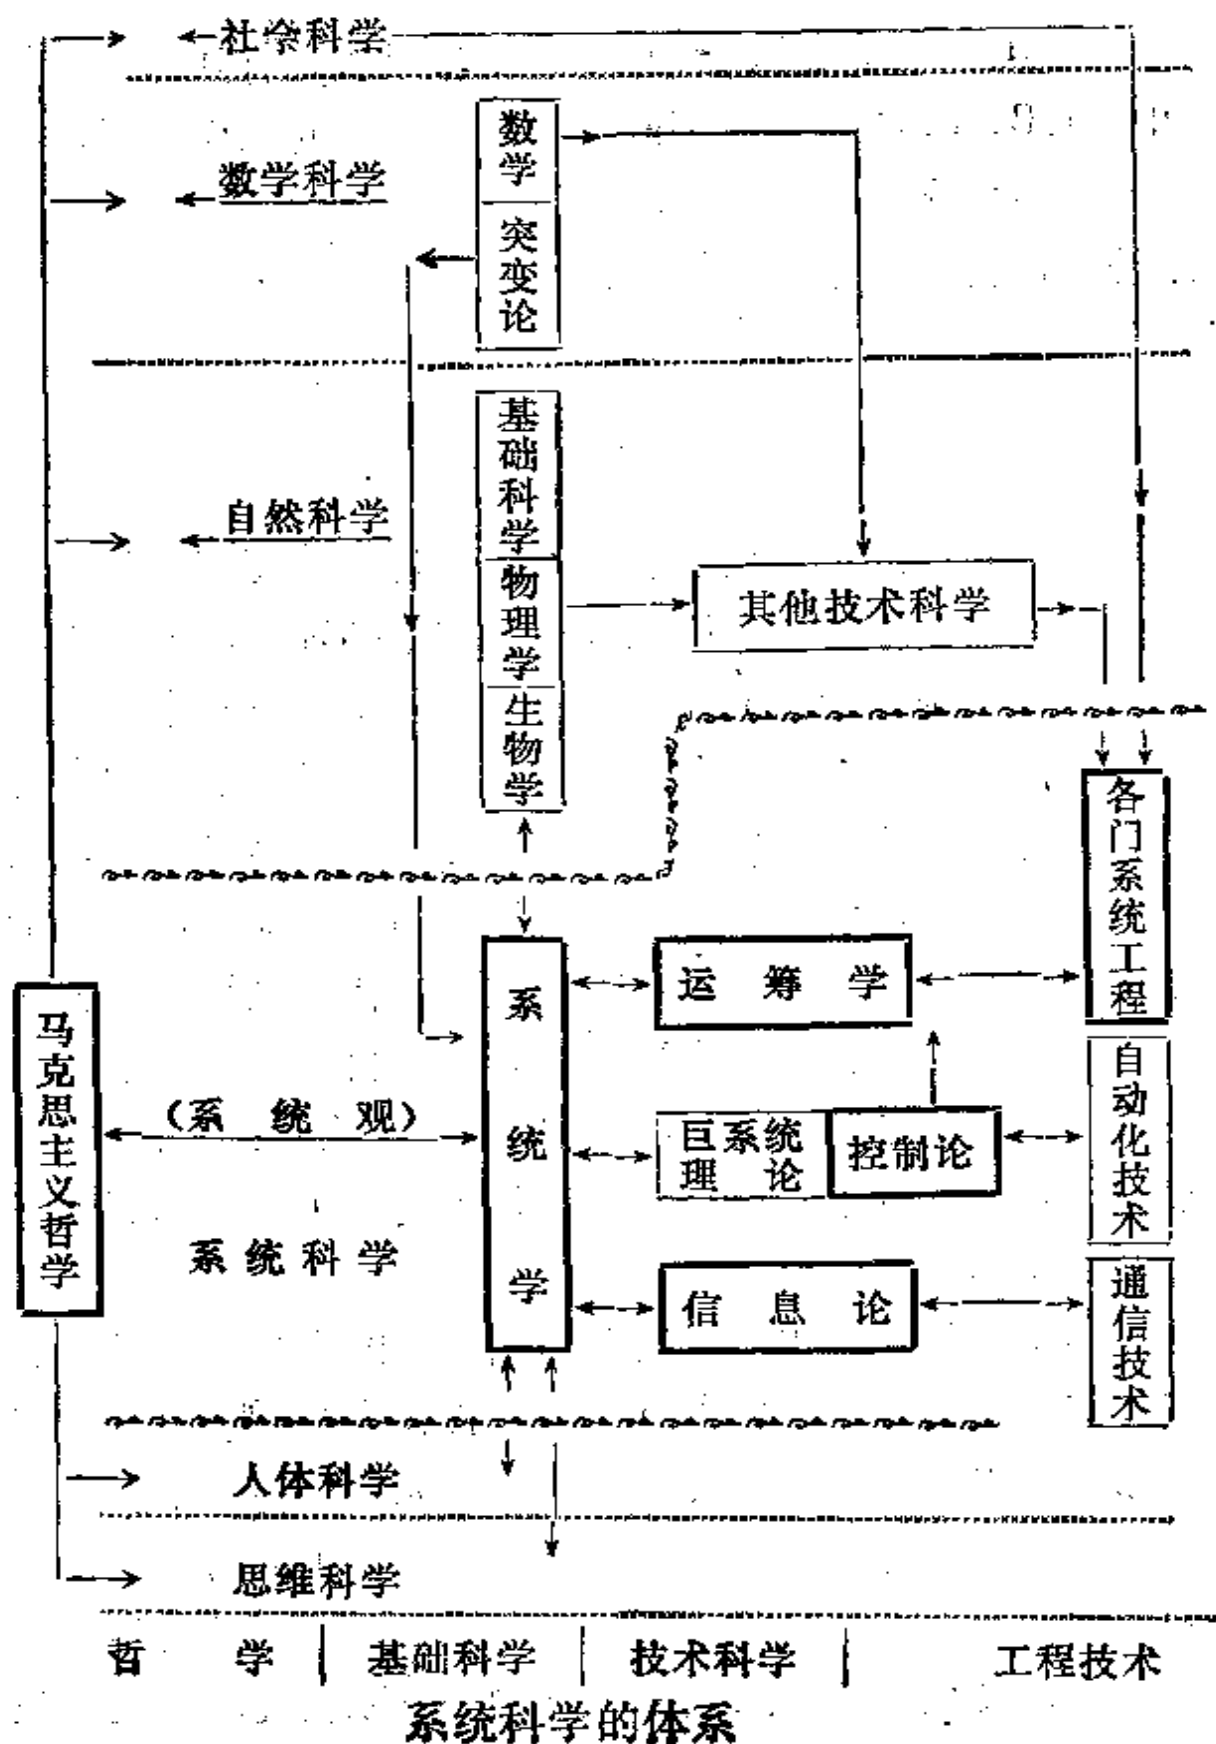 社会科学
数学
数学科学
突变论
基础科学
自然科学
物理学
其他技术科学
生物学
各门系统工程
系统学
运筹学
马克思主义哲学
自动化技术
（系统观）
巨系统
理论
控制论
系统科学
信息论
通信技术
人体科学
思维科学
哲学 基础科学 技术科学 工程技术
系统科学的体系